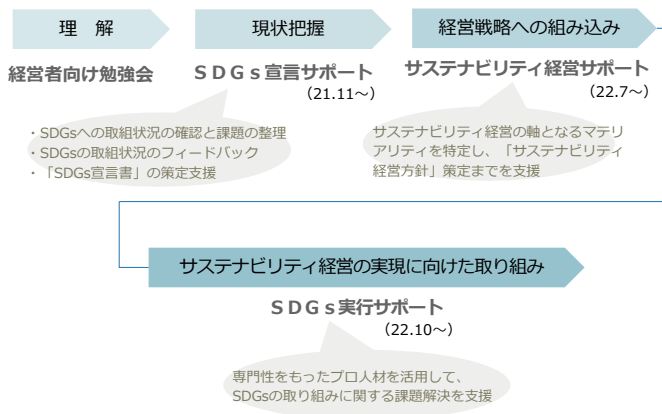 理　解
現状把握
経営戦略への組み込み
経営者向け勉強会
ＳＤＧｓ宣言サポート
（21.11～）
サステナビリティ経営サポート
（22.7～）
・SDGsへの取組状況の確認と課題の整理
・SDGsの取組状況のフィードバック
・「SDGs宣言書」の策定支援
サステナビリティ経営の軸となるマテリ
アリティを特定し、「サステナビリティ
経営方針」策定までを支援
サステナビリティ経営の実現に向けた取り組み
ＳＤＧｓ実行サポート
（22.10～）
専門性をもったプロ人材を活用して、
SDGsの取り組みに関する課題解決を支援